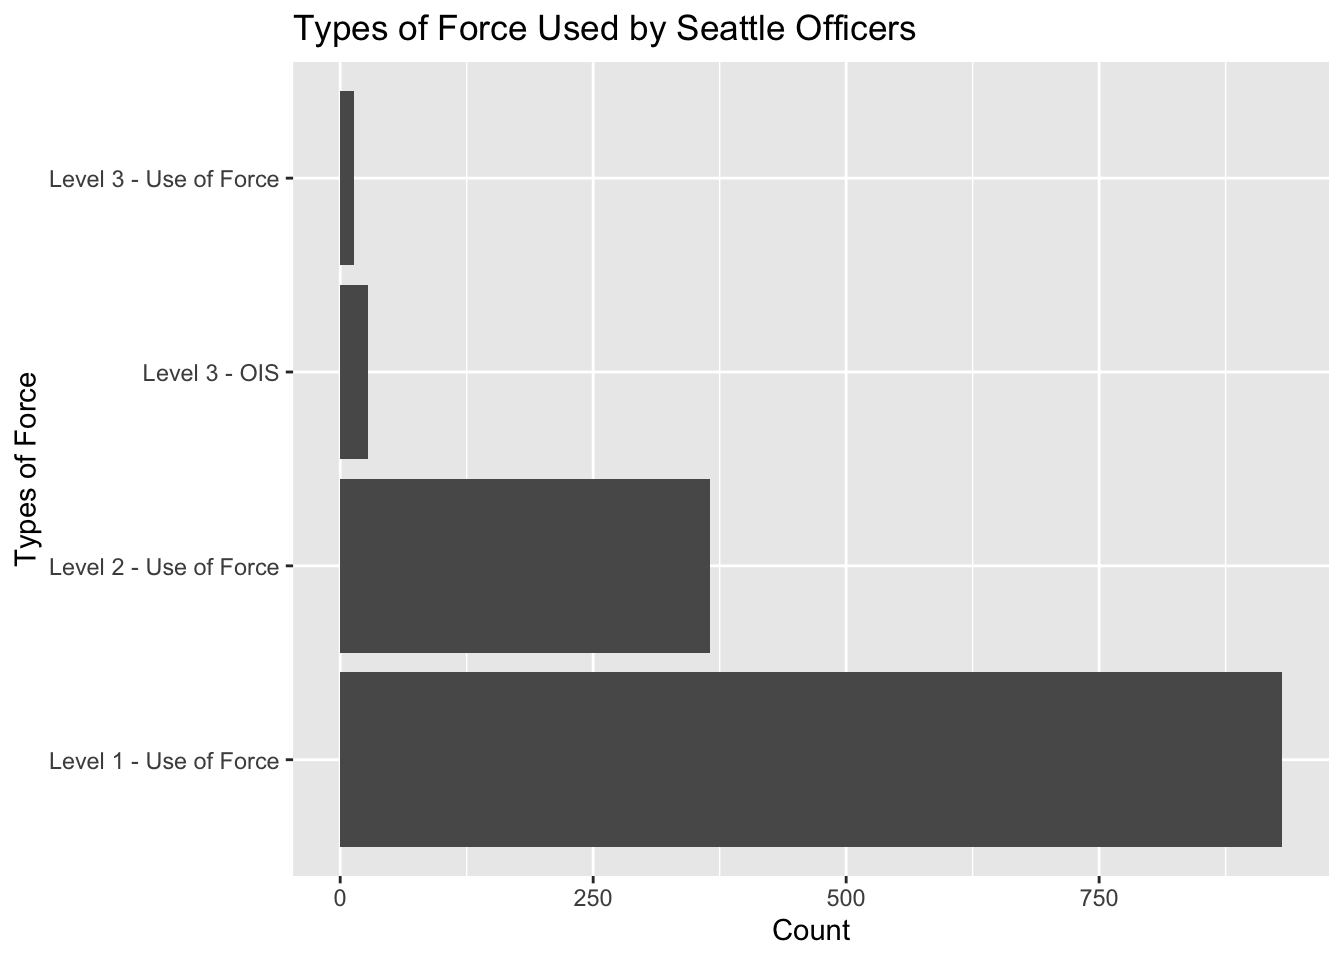 Types of Force Used by Seattle Officers
Types of Force
Level 3 - Use of Force
Level 3 - OIS
Level 2 - Use of Force
Level 1 - Use of Force
0 250 500 750
Count